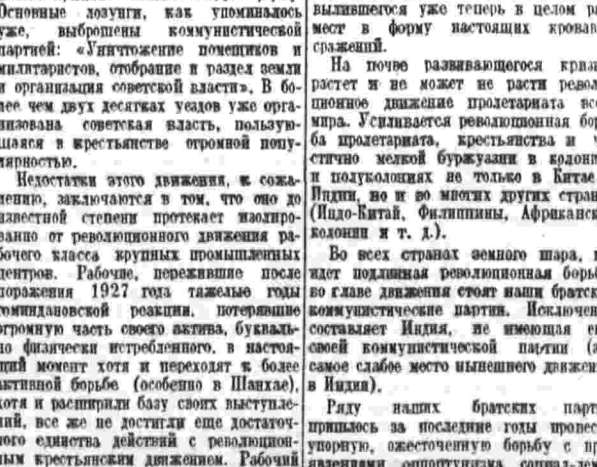 Основные лозунги, как упоминалось
уже, выброшены коммунистической
партией: «Уничтожение помещиков и
милитаристов, отобрание и раздел земли
и организация советской власти». В бо-
лее чем двух десятках уездов уже орга-
низована советская власть, пользую-
щаяся в крестьянстве огромной попу-
лярностью.
Недостатки этого движения, к сожа-
лению, заключаются в том, что оно до
известной степени протекает изолиро-
ванно от революционного движения ра-
бочего класса крупных промышленных
центров. Рабочие, пережившие после
поражения 1927 года тяжелые годы
гоминдановской реакции, потерявшие
огромную часть своего актива, букваль-
но физически истребленного, в настоя-
щий момент хотя и переходят к более
активной борьбе (особенно в Шанхае),
хотя и расширили базу своих выступле-
ний, все же не достигли еще достаточ-
ного единства действий с революцион-
ным крестьянским движением. Рабочий
вылившегося уже теперь в целом ря
мест в форму настоящих кровав
сражений.
На почве развивающегося кризи
растет и не может не расти револ
ционное движение пролетариата все
мира. Усиливается революционная бор
ба пролетариата, крестьянства и ч
стично мелкой буржуазии в колони
и полуколониях не только в Китае
Индии, но и во многих других стран
(Индо-Китай, Филиппины, Африканск
колонии и т. д.).
Во всех странах земного шара, г
идет подлинная революционная борьб
во главе движения стоят наши братск
коммунистические партии. Исключен
составляет Индия, не имеющая е
своей коммунистической партии (э
самое слабое место нынешнего движен
в Индии).
Ряду наших братских парт
пришлось за последние годы провес
упорную, ожесточенную борьбу с пр
явлениями оппортунизма